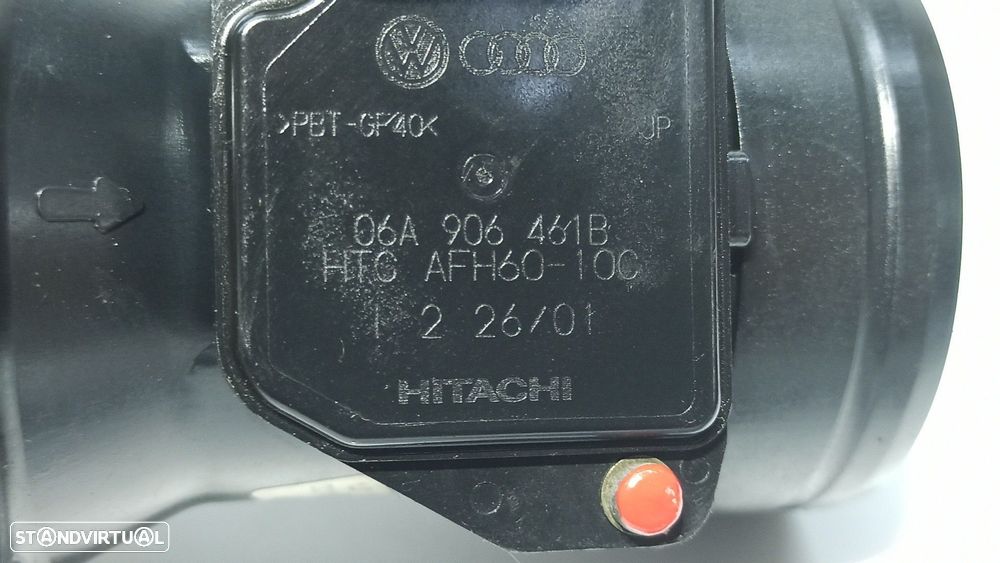 >PBT-GF40< JP
06A 906 461B
HTC AFH60-10C
1 2 26/01
HITACHI
STANDVIRTUAL